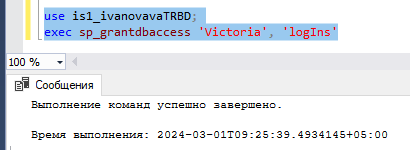 use is1_ivanovavaTRBD;
exec sp_grantdbaccess 'Victoria', 'logIns'
100 %
Сообщения
Выполнение команд успешно завершено.
Время выполнения: 2024-03-01T09:25:39.4934145+05:00